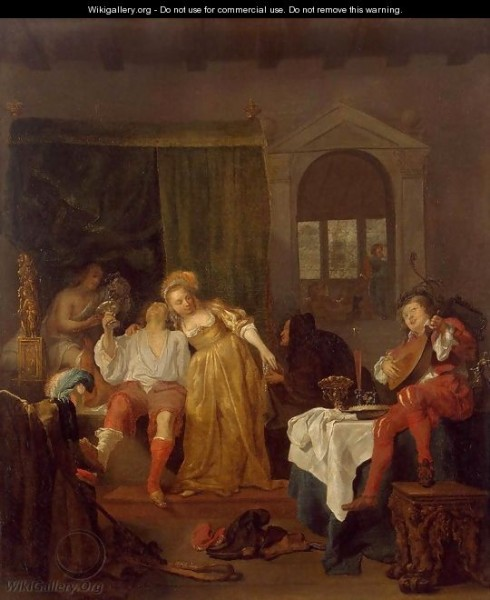 Wikigallery.org - Do not use for commercial use. Do not remove this warning.
WikiGallery.Org